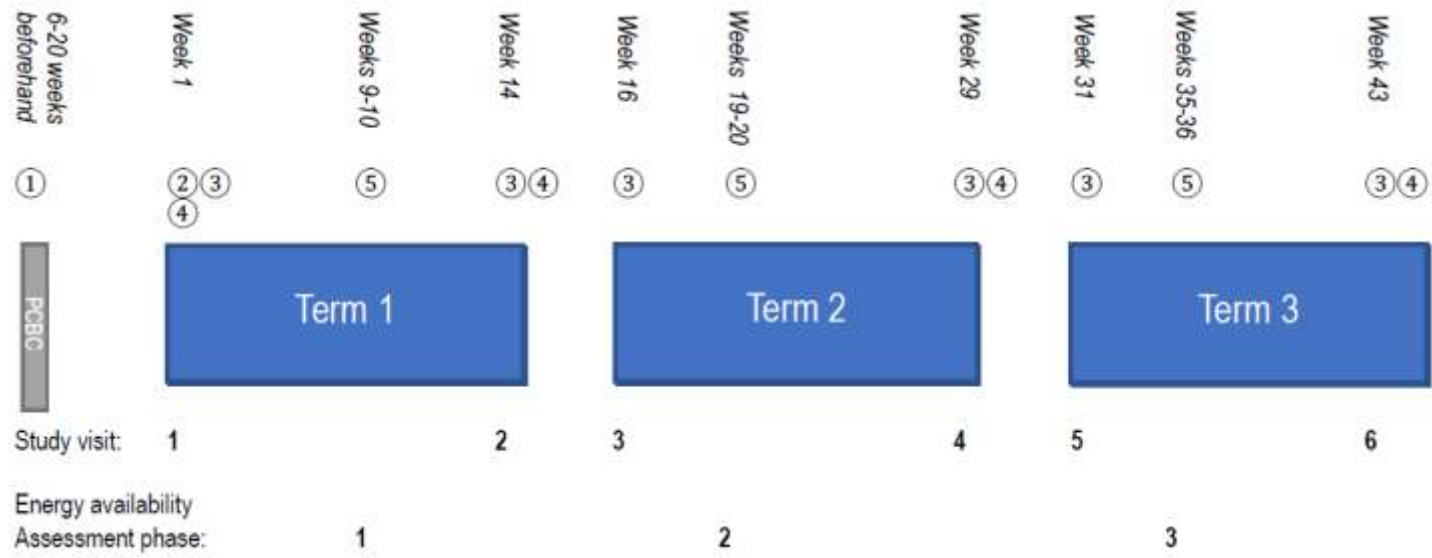 6-20 weeks
beforehand
Week 1
Weeks 9-10
Week 14
Week 16
Weeks 19-20
Week 29
Week 31
Weeks 35-36
Week 43
① ②③ ⑤ ③④ ③ ⑤ ③④ ③ ⑤ ③④
④
PCBC
Term 1
Term 2
Term 3
Study visit: 1 2 3 4 5 6
Energy availability
Assessment phase: 1 2 3